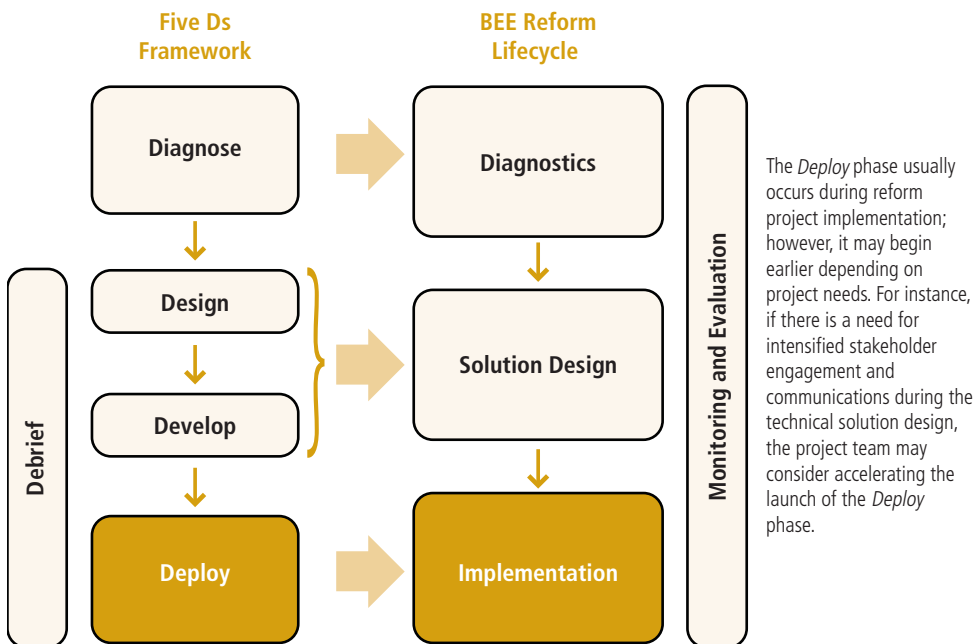 Five Ds
Framework
BEE Reform
Lifecycle
Diagnose
Diagnostics
Design
Develop
Solution Design
Debrief
Deploy
Implementation
Monitoring and Evaluation
The Deploy phase usually
occurs during reform
project implementation;
however, it may begin
earlier depending on
project needs. For instance,
if there is a need for
intensified stakeholder
engagement and
communications during the
technical solution design,
the project team may
consider accelerating the
launch of the Deploy
phase.